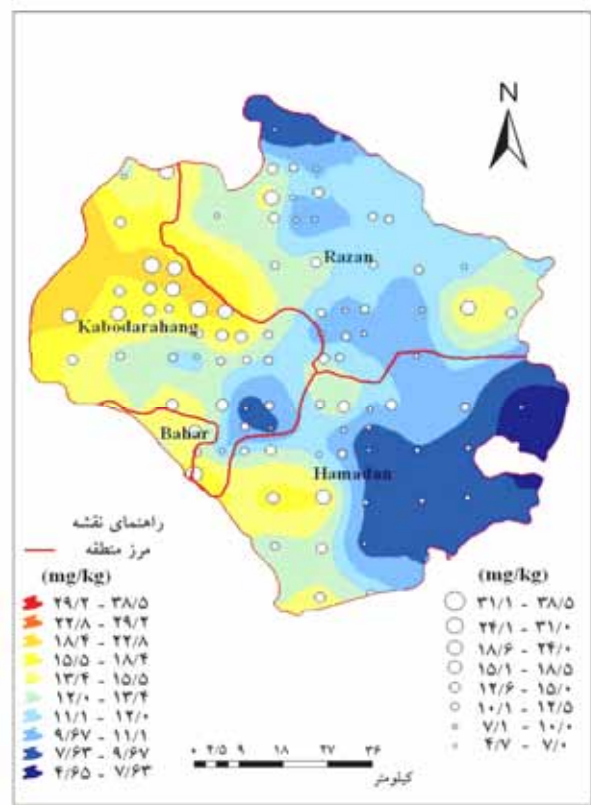 N
Razan
Kabodarahang
Bahar
Hamadan
راهنمای نقشه
مرز منطقه
(mg/kg)
۲۹/۲ - ۳۸/۵
۲۲/۸ - ۲۹/۲
۱۸/۴ - ۲۲/۸
۱۵/۵ - ۱۸/۴
۱۳/۴ - ۱۵/۵
۱۲/۰ - ۱۳/۴
۱۱/۱ - ۱۲/۰
۹/۶۷ - ۱۱/۱
۷/۶۳ - ۹/۶۷
۴/۶۵ - ۷/۶۳
(mg/kg)
۳۱/۱ - ۳۸/۵
۲۴/۱ - ۳۱/۰
۱۸/۶ - ۲۴/۰
۱۵/۱ - ۱۸/۵
۱۲/۶ - ۱۵/۰
۱۰/۱ - ۱۲/۵
۷/۱ - ۱۰/۰
۴/۷ - ۷/۰
۰ ۴/۵ ۹ ۱۸ ۲۷ ۳۶
کیلومتر